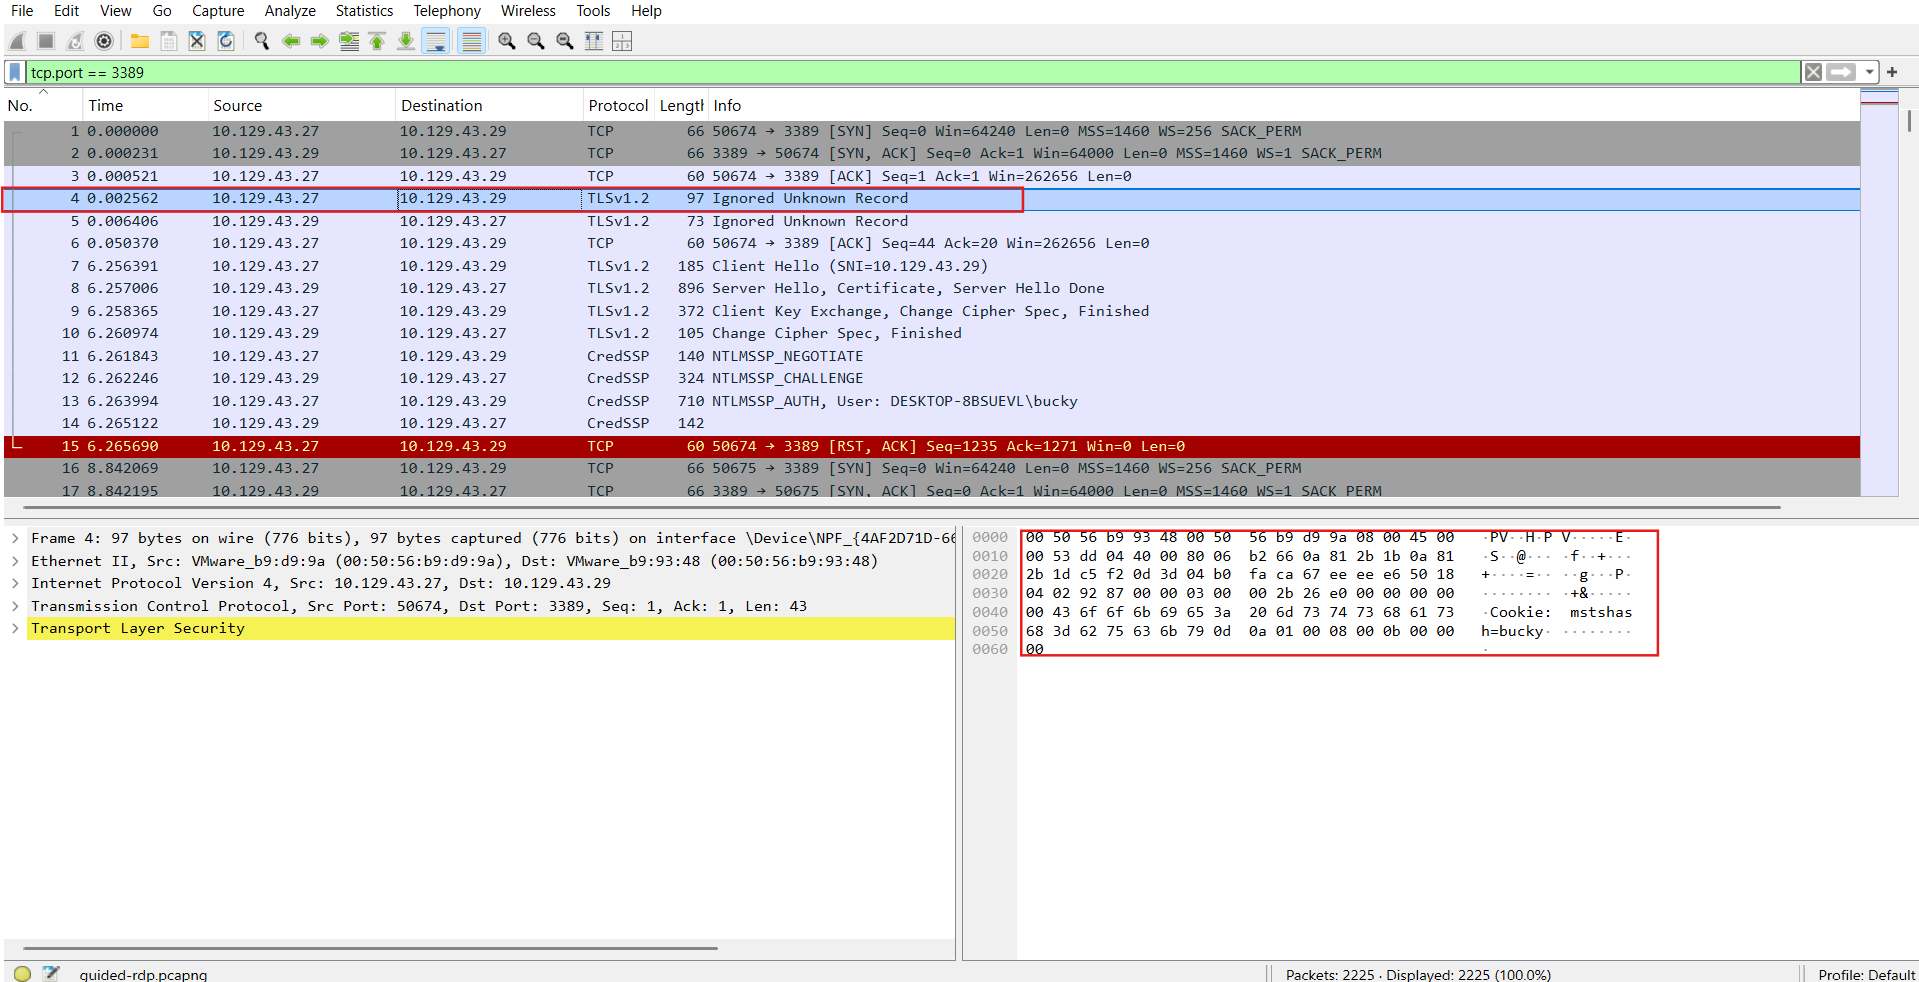 File Edit View Go Capture Analyze Statistics Telephony Wireless Tools Help
tcp.port == 3389
No. Time Source Destination Protocol Length Info
1 0.000000 10.129.43.27 10.129.43.29 TCP 66 50674 → 3389 [SYN] Seq=0 Win=64240 Len=0 MSS=1460 WS=256 SACK_PERM
2 0.000231 10.129.43.29 10.129.43.27 TCP 66 3389 → 50674 [SYN, ACK] Seq=0 Ack=1 Win=64000 Len=0 MSS=1460 WS=1 SACK_PERM
3 0.000521 10.129.43.27 10.129.43.29 TCP 60 50674 → 3389 [ACK] Seq=1 Ack=1 Win=262656 Len=0
4 0.002562 10.129.43.27 10.129.43.29 TLSv1.2 97 Ignored Unknown Record
5 0.006406 10.129.43.29 10.129.43.27 TLSv1.2 73 Ignored Unknown Record
6 0.050370 10.129.43.27 10.129.43.29 TCP 60 50674 → 3389 [ACK] Seq=44 Ack=20 Win=262656 Len=0
7 6.256391 10.129.43.27 10.129.43.29 TLSv1.2 185 Client Hello (SNI=10.129.43.29)
8 6.257006 10.129.43.29 10.129.43.27 TLSv1.2 896 Server Hello, Certificate, Server Hello Done
9 6.258365 10.129.43.27 10.129.43.29 TLSv1.2 372 Client Key Exchange, Change Cipher Spec, Finished
10 6.260974 10.129.43.29 10.129.43.27 TLSv1.2 105 Change Cipher Spec, Finished
11 6.261843 10.129.43.27 10.129.43.29 CredSSP 140 NTLMSSP_NEGOTIATE
12 6.262246 10.129.43.29 10.129.43.27 CredSSP 324 NTLMSSP_CHALLENGE
13 6.263994 10.129.43.27 10.129.43.29 CredSSP 710 NTLMSSP_AUTH, User: DESKTOP-8BSUEVL\bucky
14 6.265122 10.129.43.29 10.129.43.27 CredSSP 142
15 6.265690 10.129.43.27 10.129.43.29 TCP 60 50674 → 3389 [RST, ACK] Seq=1235 Ack=1271 Win=0 Len=0
16 8.842069 10.129.43.27 10.129.43.29 TCP 66 50675 → 3389 [SYN] Seq=0 Win=64240 Len=0 MSS=1460 WS=256 SACK_PERM
17 8.842195 10.129.43.29 10.129.43.27 TCP 66 3389 → 50675 [SYN, ACK] Seq=0 Ack=1 Win=64000 Len=0 MSS=1460 WS=1 SACK_PERM
Frame 4: 97 bytes on wire (776 bits), 97 bytes captured (776 bits) on interface \Device\NPF_{4AF2D71D-66
Ethernet II, Src: VMware_b9:d9:9a (00:50:56:b9:d9:9a), Dst: VMware_b9:93:48 (00:50:56:b9:93:48)
Internet Protocol Version 4, Src: 10.129.43.27, Dst: 10.129.43.29
Transmission Control Protocol, Src Port: 50674, Dst Port: 3389, Seq: 1, Ack: 1, Len: 43
Transport Layer Security
0000 00 50 56 b9 93 48 00 50 56 b9 d9 9a 08 00 45 00 ·PV··H·P V·····E·
0010 00 53 dd 04 40 00 80 06 b2 66 0a 81 2b 1b 0a 81 ·S··@··· ·f··+···
0020 2b 1d c5 f2 0d 3d 04 b0 fa ca 67 ee ee e6 50 18 +····=·· ··g···P·
0030 04 02 92 87 00 00 03 00 00 2b 26 e0 00 00 00 00 ········ ·+&·····
0040 00 43 6f 6f 6b 69 65 3a 20 6d 73 74 73 68 61 73 ·Cookie: mstshas
0050 68 3d 62 75 63 6b 79 0d 0a 01 00 08 00 0b 00 00 h=bucky· ········
0060 00 ·
guided-rdp.pcapng Packets: 2225 · Displayed: 2225 (100.0%) Profile: Default